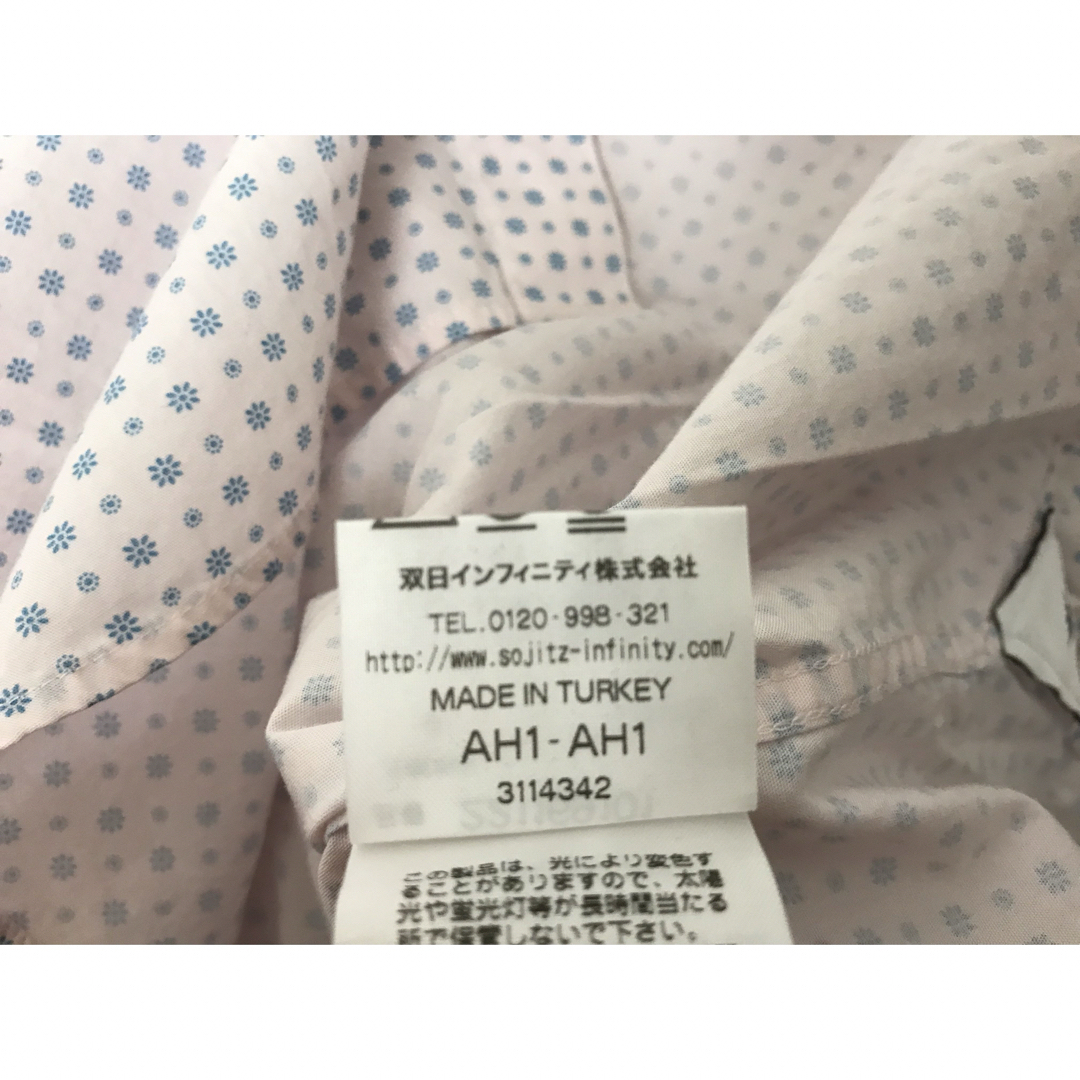 双日インフィニティ株式会社
TEL.0120-998-321
http://www.sojitz-infinity.com/
MADE IN TURKEY
AH1-AH1
3114342
この製品は、光により変色す
ることがありますので、太陽
光や蛍光灯等が長時間当たる
所で保管しないで下さい。